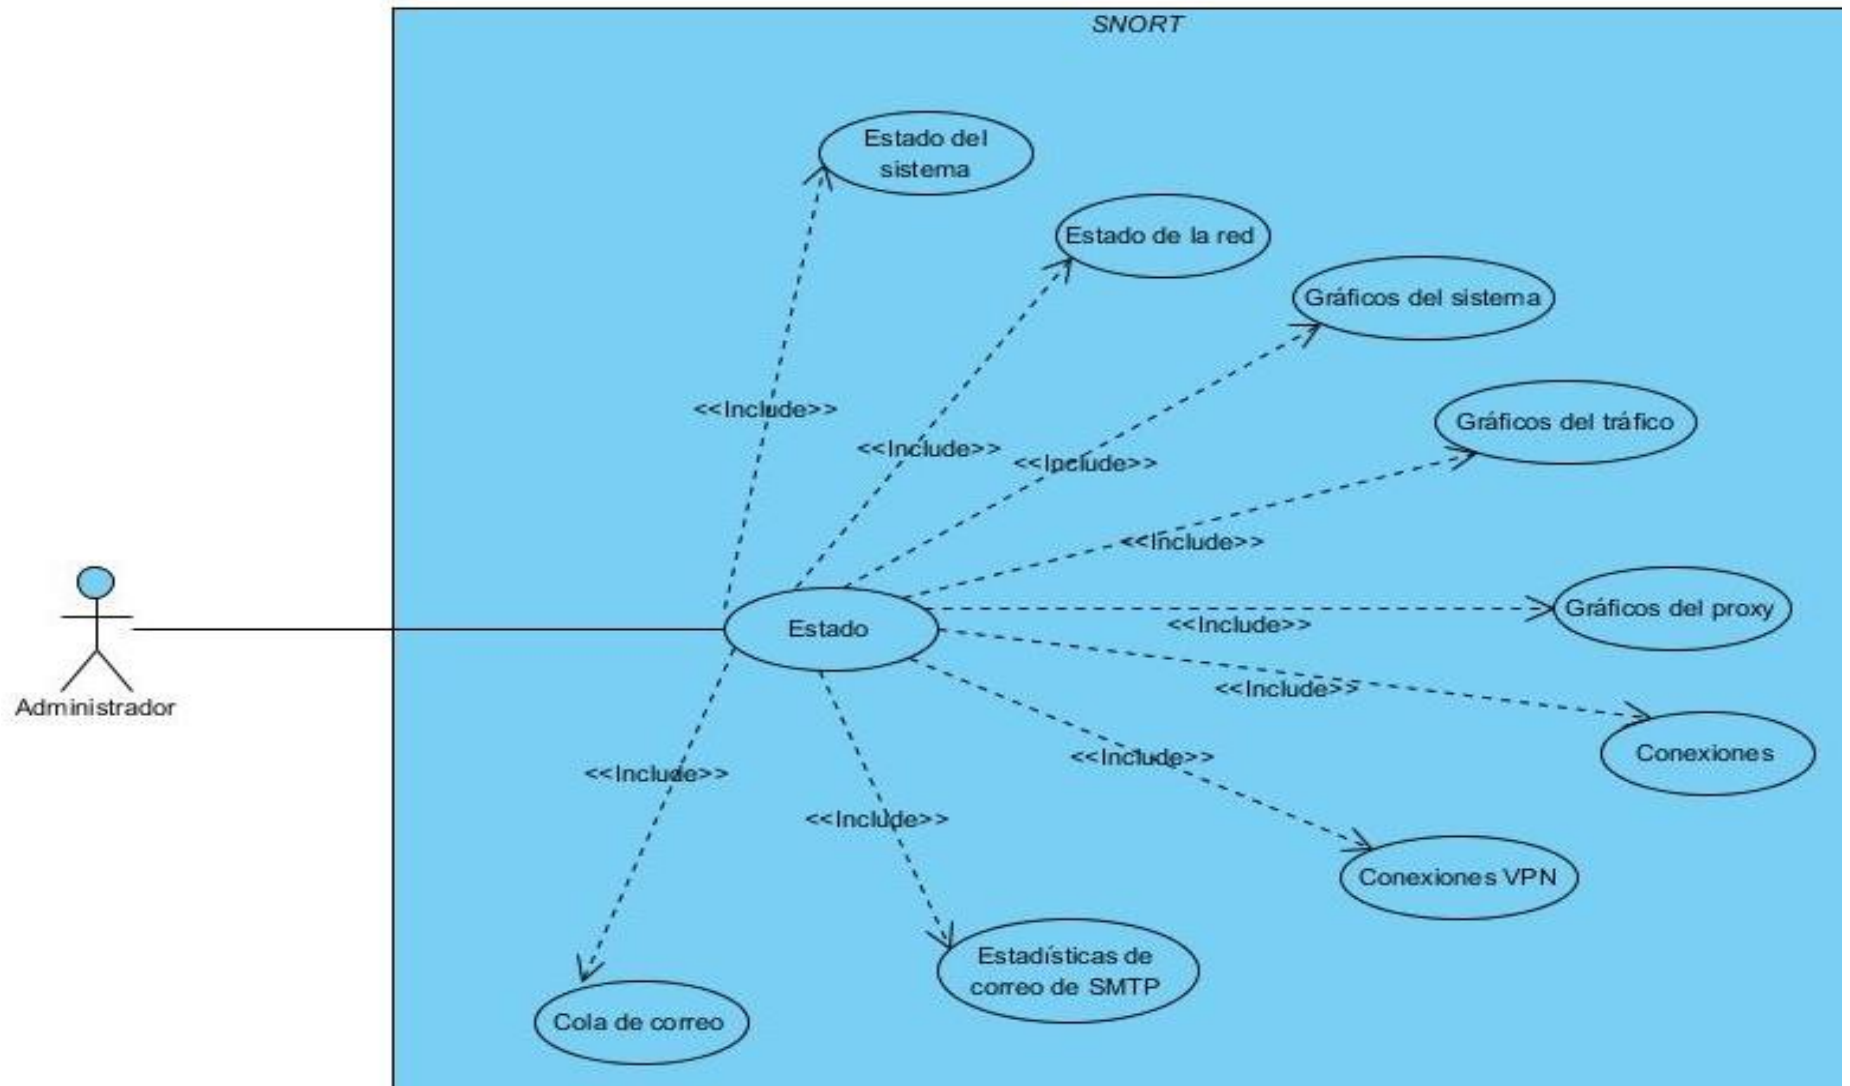 SNORT
Estado del
sistema
Estado de la red
Gráficos del sistema
<<Include>>
Gráficos del tráfico
<<Include>>
<<Include>>
<<Include>>
Estado
Gráficos del proxy
<<Include>>
Administrador
<<Include>>
Conexiones
<<Include>>
<<Include>>
<<Include>>
Conexiones VPN
Estadísticas de
correo de SMTP
Cola de correo